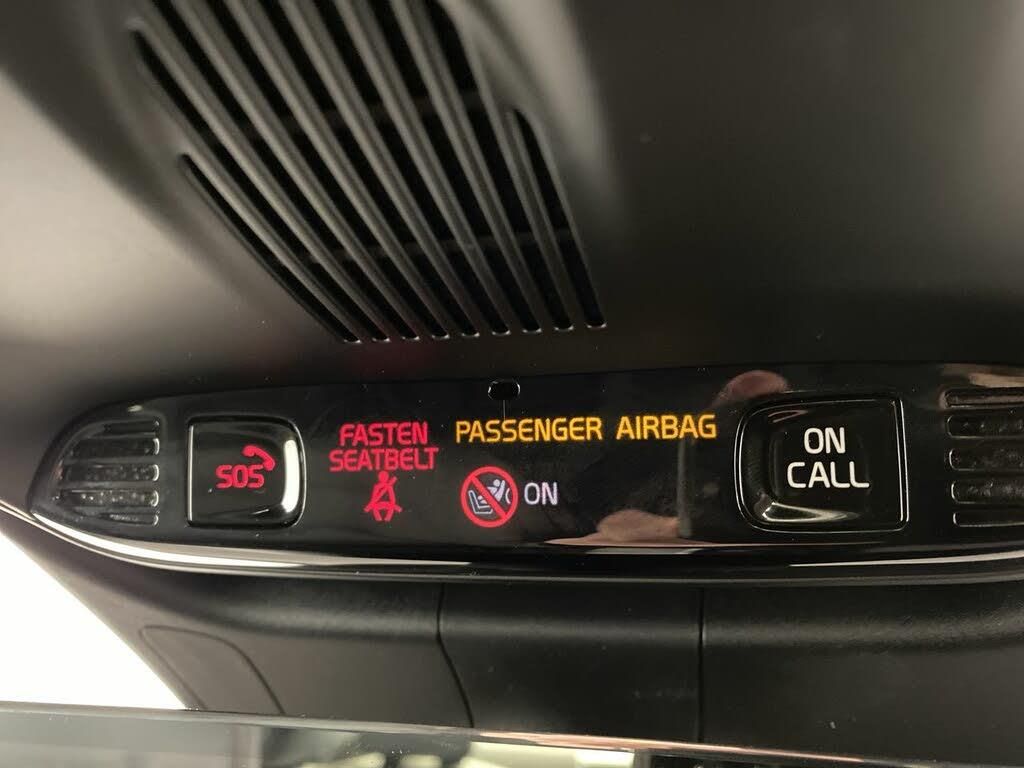 SOS
FASTEN
SEATBELT
PASSENGER AIRBAG
ON
ON
CALL